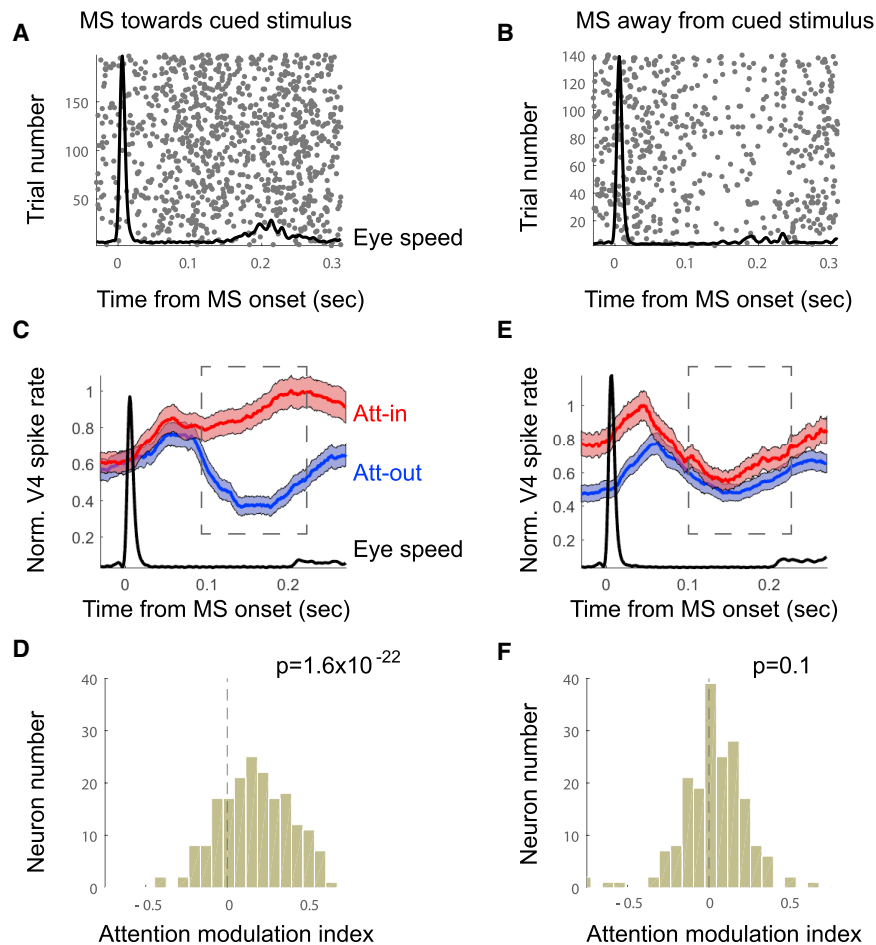 MS towards cued stimulus
A
Trial number
150
100
50
Eye speed
0 0.1 0.2 0.3
Time from MS onset (sec)
MS away from cued stimulus
B
Trial number
140
120
100
80
60
40
20
0 0.1 0.2 0.3
Time from MS onset (sec)
C
Norm. V4 spike rate
1
0.8
0.6
0.4
0.2
Att-in
Att-out
Eye speed
0 0.1 0.2
Time from MS onset (sec)
E
Norm. V4 spike rate
1
0.8
0.6
0.4
0.2
0 0.1 0.2
Time from MS onset (sec)
D
p=1.6x10 -22
Neuron number
40
30
20
10
0
- 0.5 0 0.5
Attention modulation index
F
p=0.1
Neuron number
40
30
20
10
0
-0.5 0 0.5
Attention modulation index